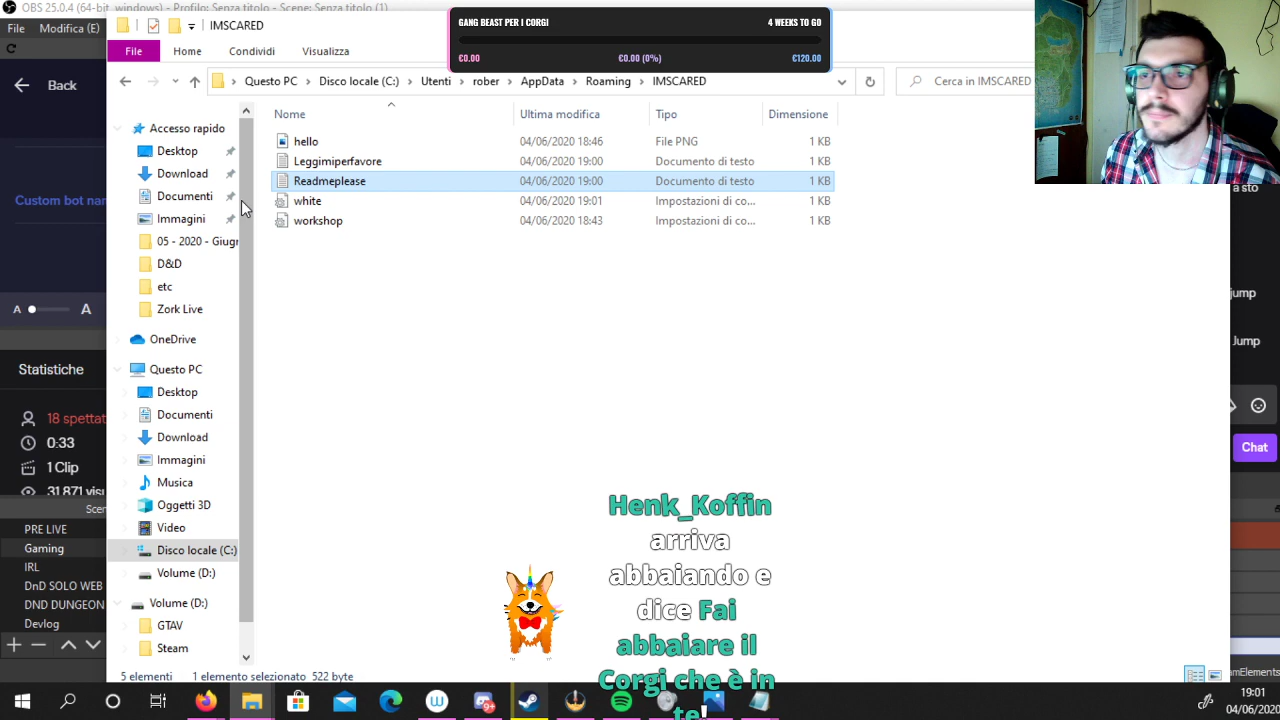 OBS 25.0.4 (64-bit, windows) - Profilo: Senza titolo - Scene: Senza titolo (1)
IMSCARED
File
Modifica (E)
File
Home
Condividi
Visualizza
Back
Questo PC
Disco locale (C:)
Utenti
rober
AppData
Roaming
IMSCARED
Cerca in IMSCARED
GANG BEAST PER I CORGI
4 WEEKS TO GO
€0.00
€0.00 (0%)
€120.00
Nome
Ultima modifica
Tipo
Dimensione
hello
04/06/2020 18:46
File PNG
1 KB
Leggimiperfavore
04/06/2020 19:00
Documento di testo
1 KB
Readmeplease
04/06/2020 19:00
Documento di testo
1 KB
white
04/06/2020 19:01
Impostazioni di co...
1 KB
workshop
04/06/2020 18:43
Impostazioni di co...
1 KB
Accesso rapido
Desktop
Download
Documenti
Immagini
05 - 2020 - Giugr
D&D
etc
Zork Live
OneDrive
Questo PC
Desktop
Documenti
Download
Immagini
Musica
Oggetti 3D
Video
Disco locale (C:)
Volume (D:)
Volume (D:)
GTAV
Steam
5 elementi
1 elemento selezionato 522 byte
Custom bot nam
A
A
Statistiche
18 spettat
0:33
1 Clip
31.871 visu
Scen
PRE LIVE
Gaming
IRL
DnD SOLO WEB
DND DUNGEON
Devlog
a sto
jump
Jump
Chat
eamElements
Henk_Koffin
arriva
abbaiando e
dice Fai
abbaiare il
Corgi che è in
te!
19:01
04/06/2020